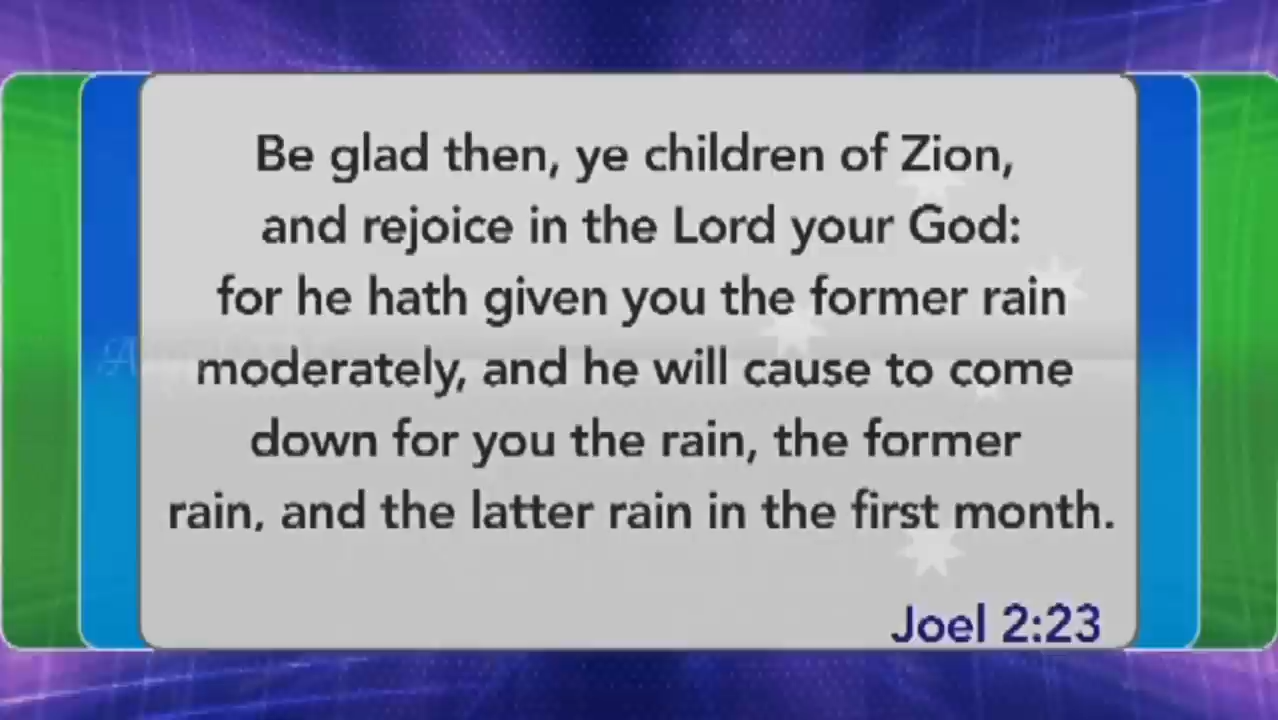 Be glad then, ye children of Zion,
and rejoice in the Lord your God:
for he hath given you the former rain
moderately, and he will cause to come
down for you the rain, the former
rain, and the latter rain in the first month.
Joel 2:23